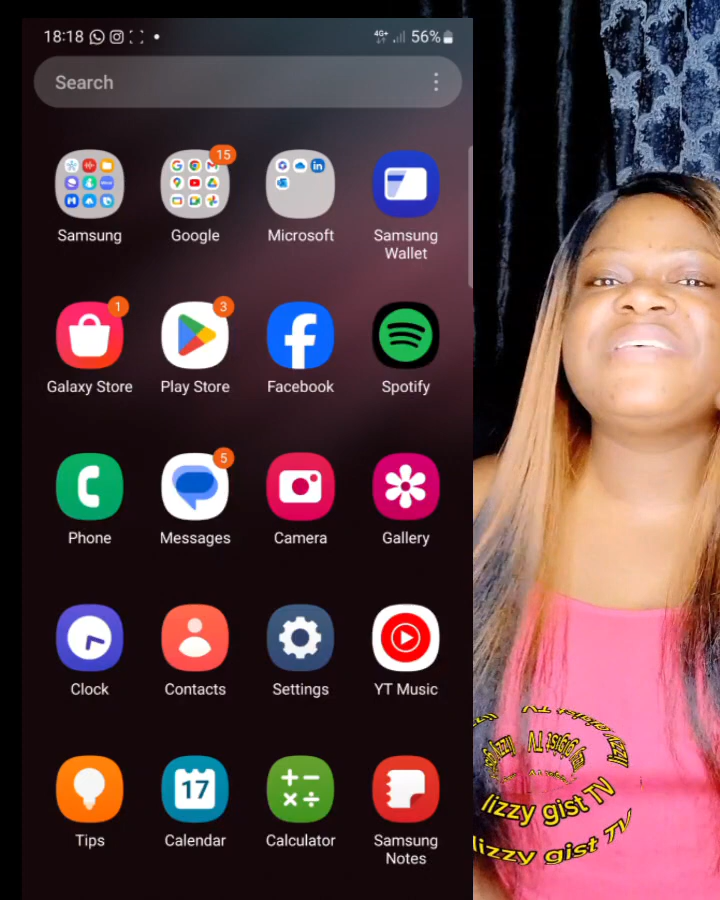 18:18
4G+
56%
Search
15
Samsung
Google
Microsoft
Samsung
Wallet
1
3
Galaxy Store
Play Store
Facebook
Spotify
5
Phone
Messages
Camera
Gallery
Clock
Contacts
Settings
YT Music
17
Tips
Calendar
Calculator
Samsung
Notes
lizzy gist TV
lizzy gist TV